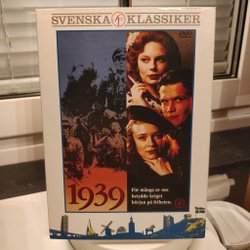 SVENSKA KLASSIKER
DVD
1939
För många av oss
betydde kriget
början på friheten.